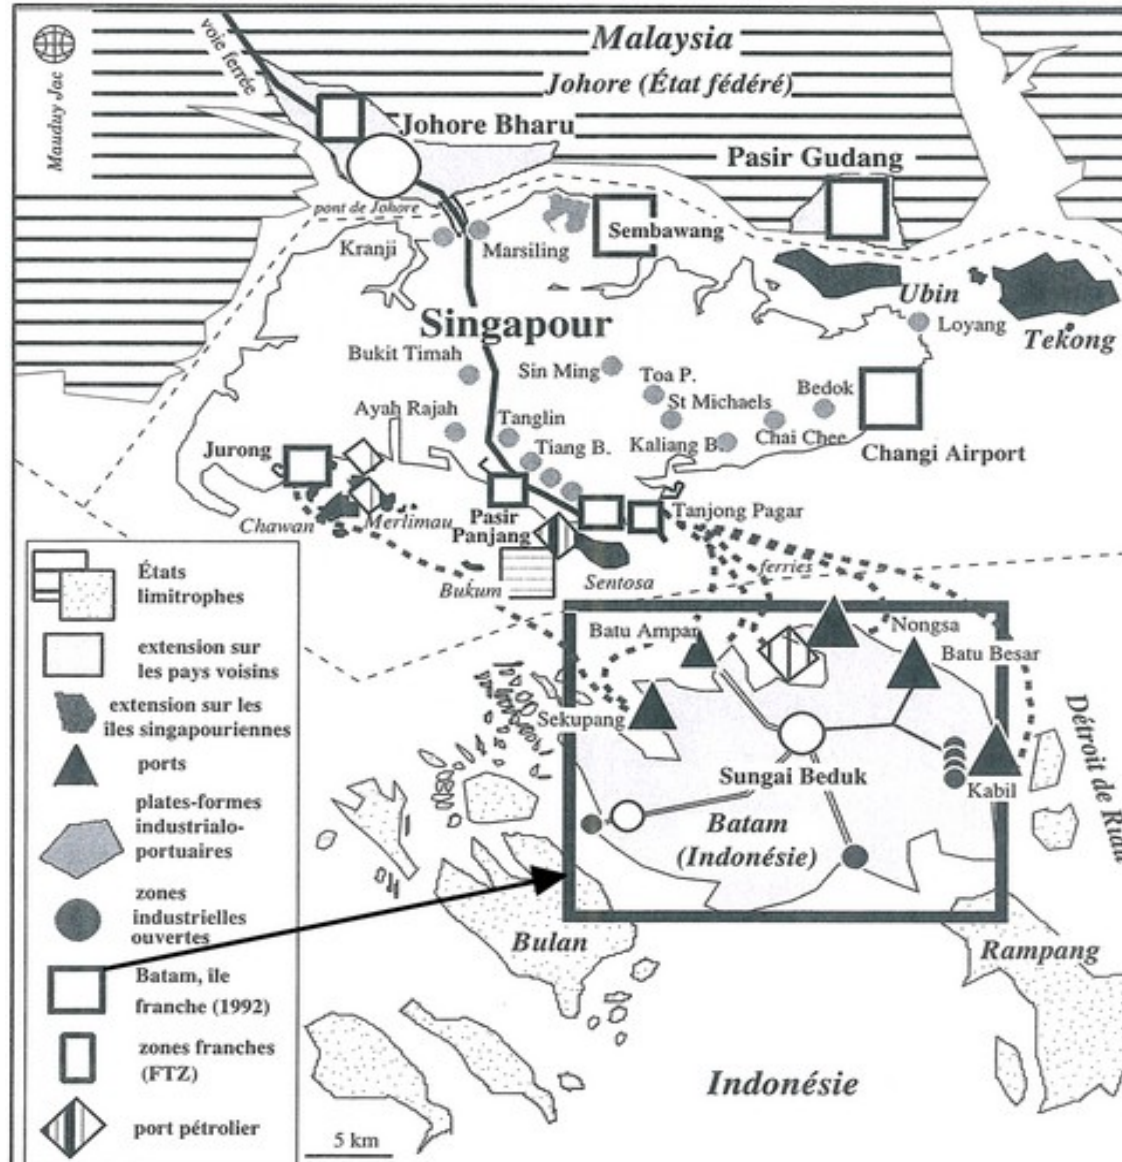 Mauduy Jac
voie ferrée
Malaysia
Johore (État fédéré)
Johore Bharu
Pasir Gudang
pont de Johore
Kranji
Marsiling
Sembawang
Ubin
Tekong
Loyang
Singapour
Bukit Timah
Sin Ming
Toa P.
St Michaels
Bedok
Ayah Rajah
Tanglin
Tiang B.
Kaliang B.
Chai Chee
Changi Airport
Jurong
Chawan
Merlimau
Pasir
Panjang
Tanjong Pagar
Bukum
Sentosa
ferries
Batu Ampar
Nongsa
Batu Besar
Sekupang
Sungai Beduk
Kabil
Détroit de Riau
Batam
(Indonésie)
Bulan
Rampang
Indonésie
États
limitrophes
extension sur
les pays voisins
extension sur les
îles singapouriennes
ports
plates-formes
industrialo-
portuaires
zones
industrielles
ouvertes
Batam, île
franche (1992)
zones franches
(FTZ)
port pétrolier
5 km